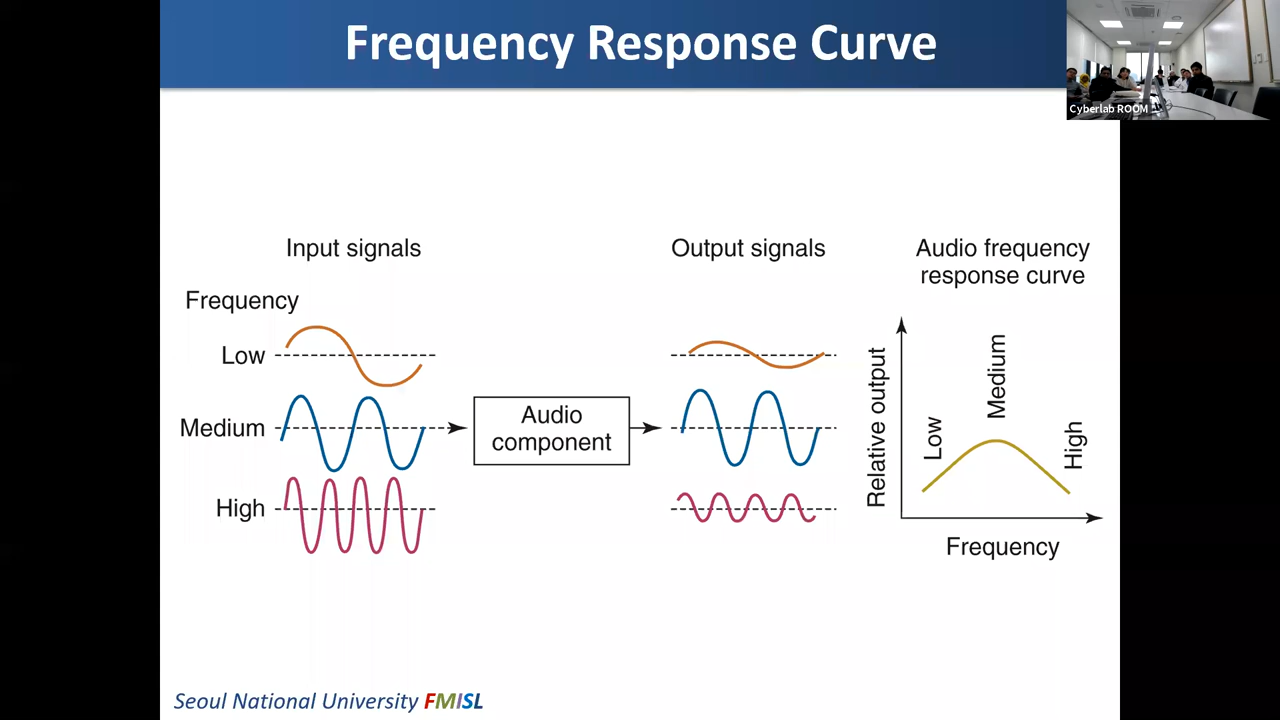 Frequency Response Curve
Cyberlab ROOM
Input signals
Output signals
Audio frequency
response curve
Frequency
Low
Medium
High
Audio
component
Relative output
Low
Medium
High
Frequency
Seoul National University FMISL